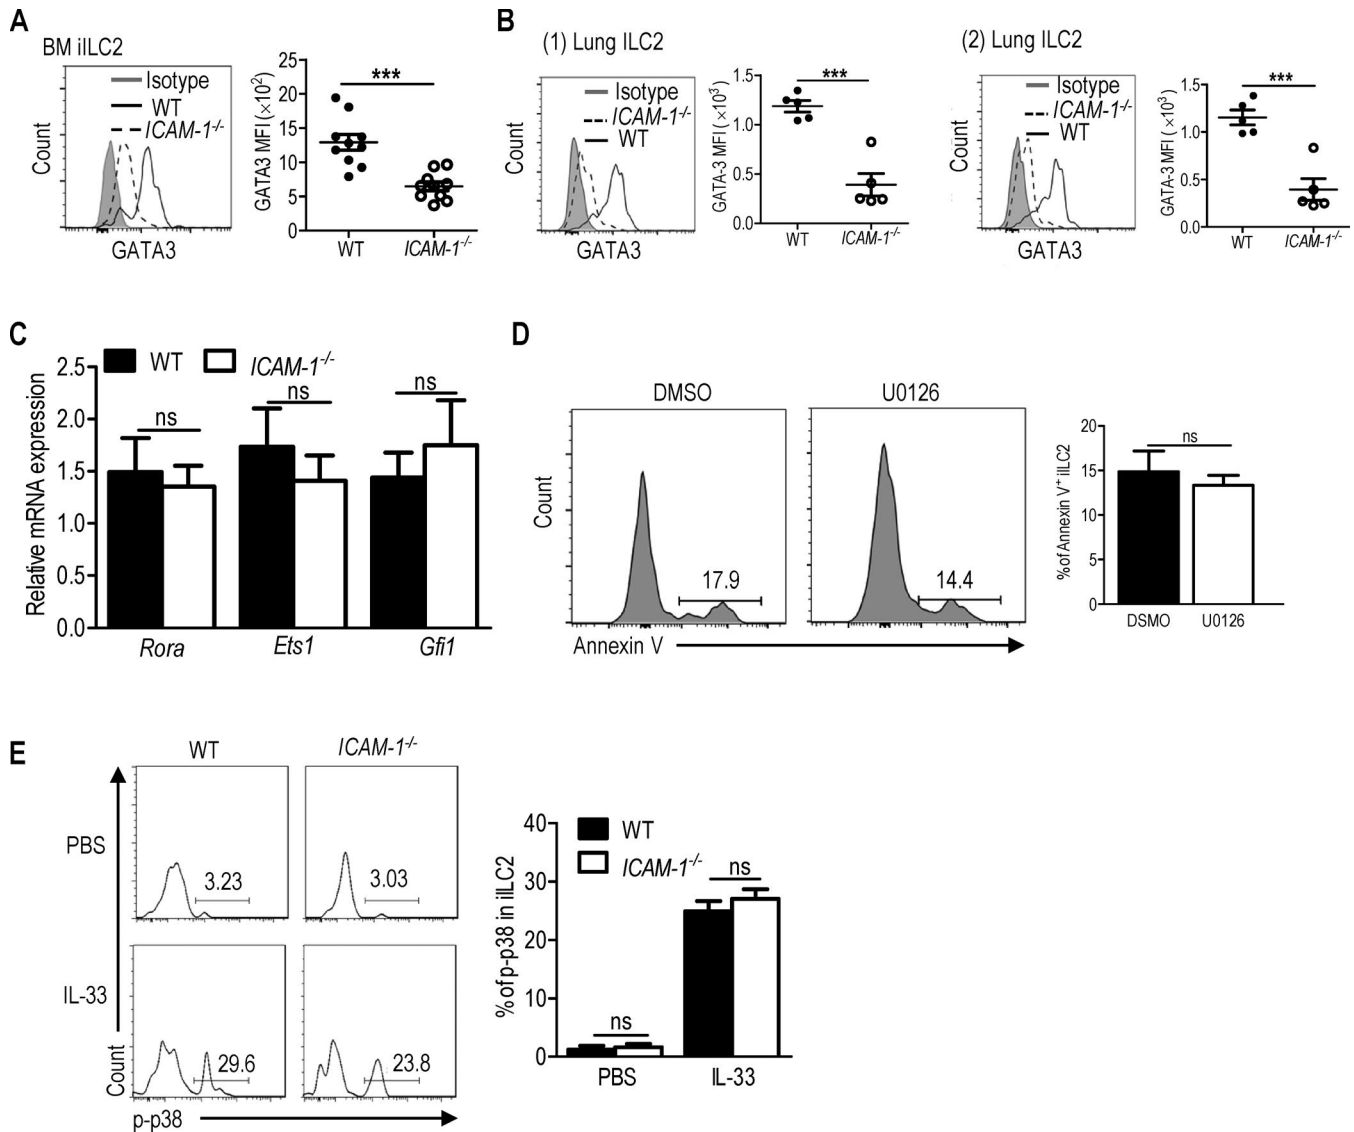 A
BM iILC2
Isotype
WT
ICAM-1-/-
Count
GATA3
GATA3 MFI (×10²)
25
20
15
10
5
0
***
WT
ICAM-1-/-
B
(1) Lung ILC2
Isotype
ICAM-1-/-
WT
Count
GATA3
GATA-3 MFI (×10³)
1.5
1.0
0.5
0.0
***
WT
ICAM-1-/-
(2) Lung ILC2
Isotype
ICAM-1-/-
WT
Count
GATA3
GATA-3 MFI (×10³)
1.5
1.0
0.5
0.0
***
WT
ICAM-1-/-
C
WT
ICAM-1-/-
Relative mRNA expression
2.5
2.0
1.5
1.0
0.5
0.0
ns
ns
ns
Rora
Ets1
Gfi1
D
DMSO
U0126
Count
17.9
14.4
Annexin V
% of Annexin V+ iILC2
20
15
10
5
0
ns
DSMO
U0126
E
WT
ICAM-1-/-
PBS
3.23
3.03
IL-33
29.6
23.8
Count
p-p38
% of p-p38 in iILC2
40
30
20
10
0
WT
ICAM-1-/-
ns
ns
PBS
IL-33